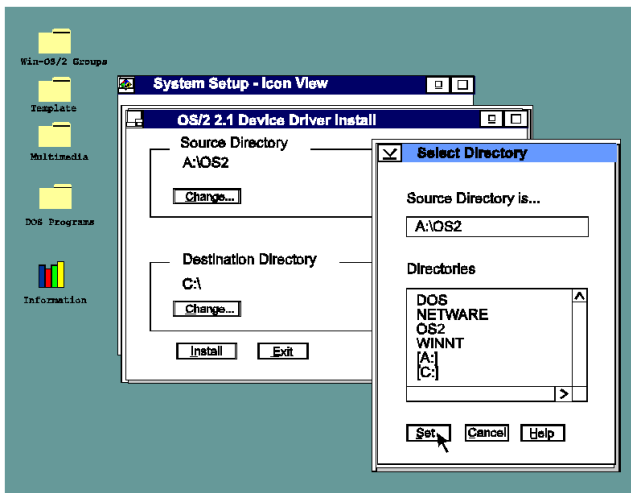 Win-OS/2 Groups
Template
Multimedia
DOS Programs
Information
System Setup - Icon View
OS/2 2.1 Device Driver Install
Source Directory
A:\OS2
Change...
Destination Directory
C:\
Change...
Install
Exit
Select Directory
Source Directory is...
A:\OS2
Directories
DOS
NETWARE
OS2
WINNT
[A:]
[C:]
Set
Cancel
Help